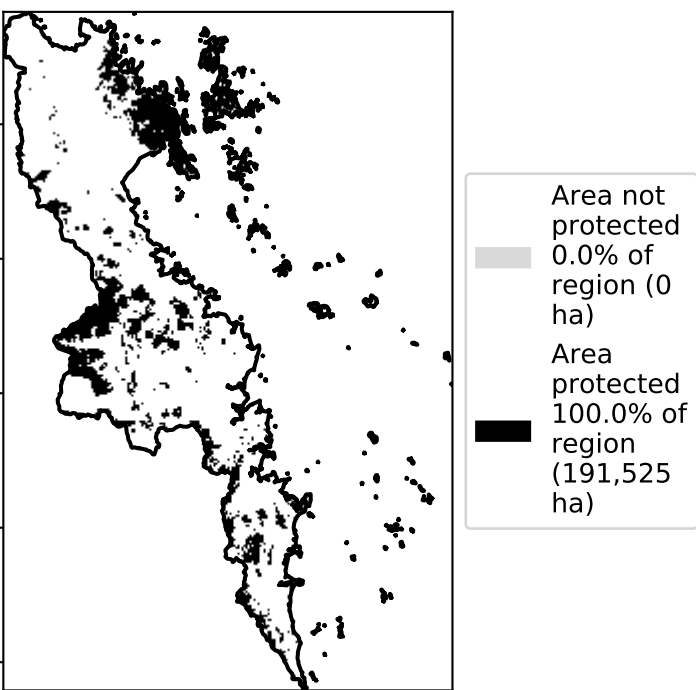 Area not
protected
0.0% of
region (0
ha)
Area
protected
100.0% of
region
(191,525
ha)